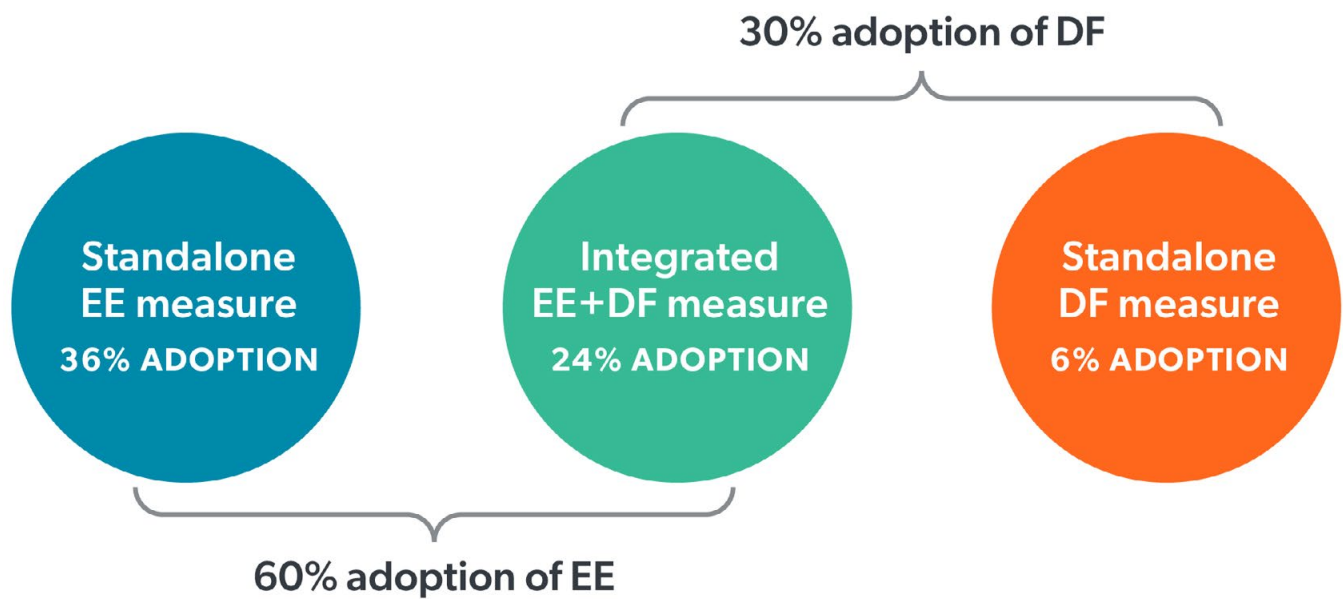 30% adoption of DF
Standalone
EE measure
36% ADOPTION
Integrated
EE+DF measure
24% ADOPTION
Standalone
DF measure
6% ADOPTION
60% adoption of EE